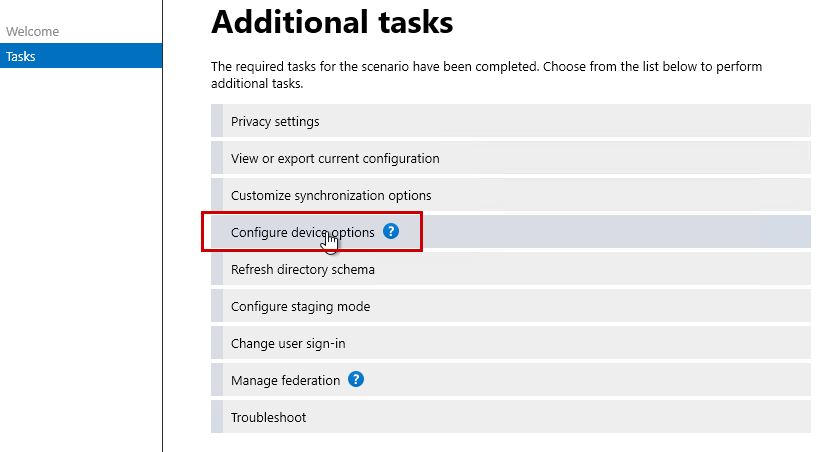 Additional tasks
Welcome
Tasks
The required tasks for the scenario have been completed. Choose from the list below to perform
additional tasks.
Privacy settings
View or export current configuration
Customize synchronization options
Configure device options ?
Refresh directory schema
Configure staging mode
Change user sign-in
Manage federation ?
Troubleshoot